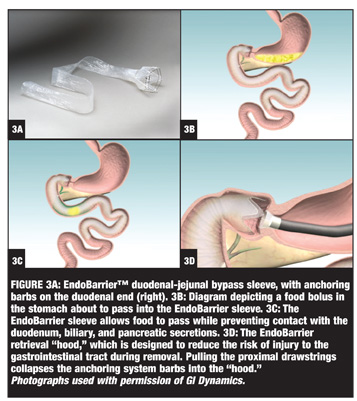 3A
3B
3C
3D
FIGURE 3A: EndoBarrier™ duodenal-jejunal bypass sleeve, with anchoring
barbs on the duodenal end (right). 3B: Diagram depicting a food bolus in
the stomach about to pass into the EndoBarrier sleeve. 3C: The
EndoBarrier sleeve allows food to pass while preventing contact with the
duodenum, biliary, and pancreatic secretions. 3D: The EndoBarrier
retrieval “hood,” which is designed to reduce the risk of injury to the
gastrointestinal tract during removal. Pulling the proximal drawstrings
collapses the anchoring system barbs into the “hood.”
Photographs used with permission of GI Dynamics.